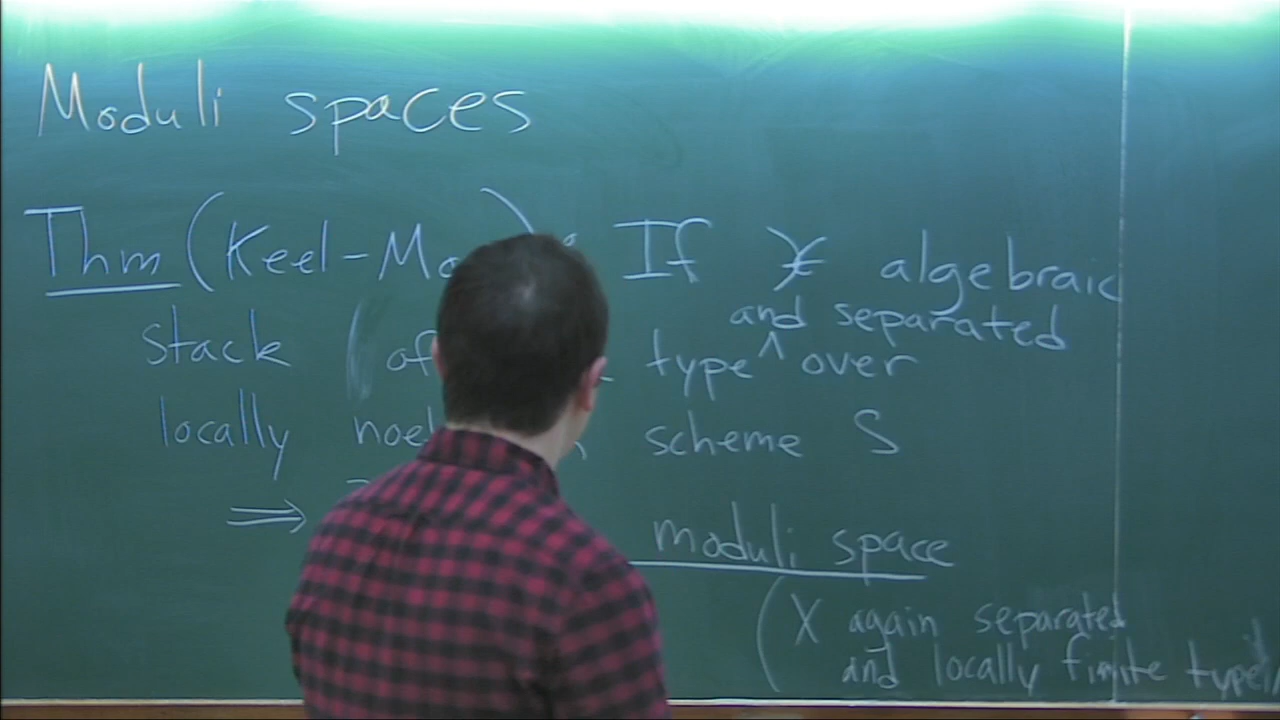 Moduli spaces
Thm (Keel-Mo ) : If 𝔛 algebraic
and separated
stack (of type ^ over
locally scheme S
⇒
moduli space
(X again separated
and locally finite type)